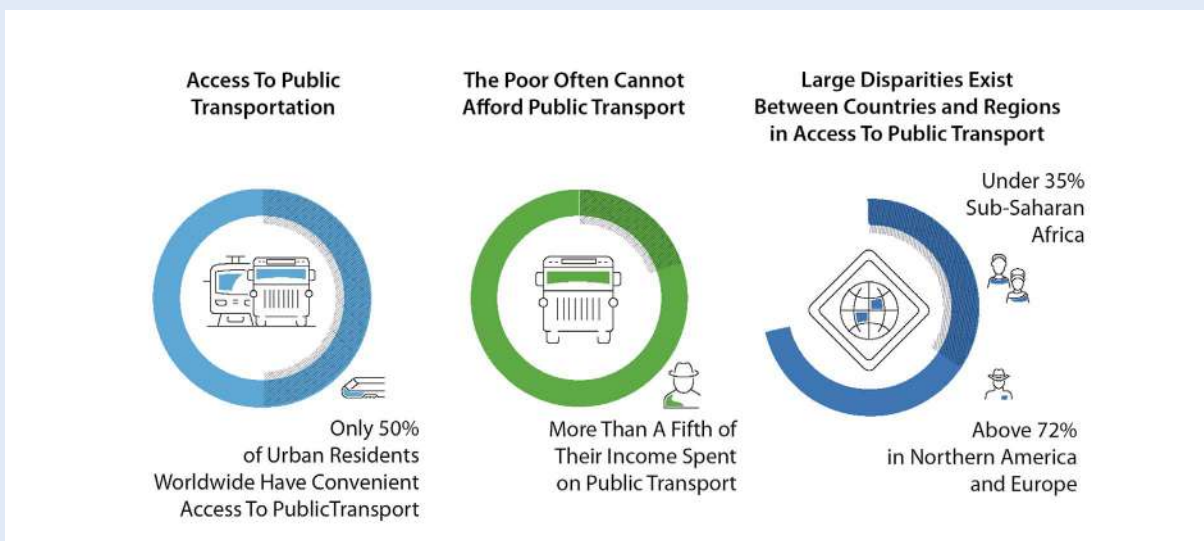 Access To Public
Transportation
Only 50%
of Urban Residents
Worldwide Have Convenient
Access To PublicTransport
The Poor Often Cannot
Afford Public Transport
More Than A Fifth of
Their Income Spent
on Public Transport
Large Disparities Exist
Between Countries and Regions
in Access To Public Transport
Under 35%
Sub-Saharan
Africa
Above 72%
in Northern America
and Europe